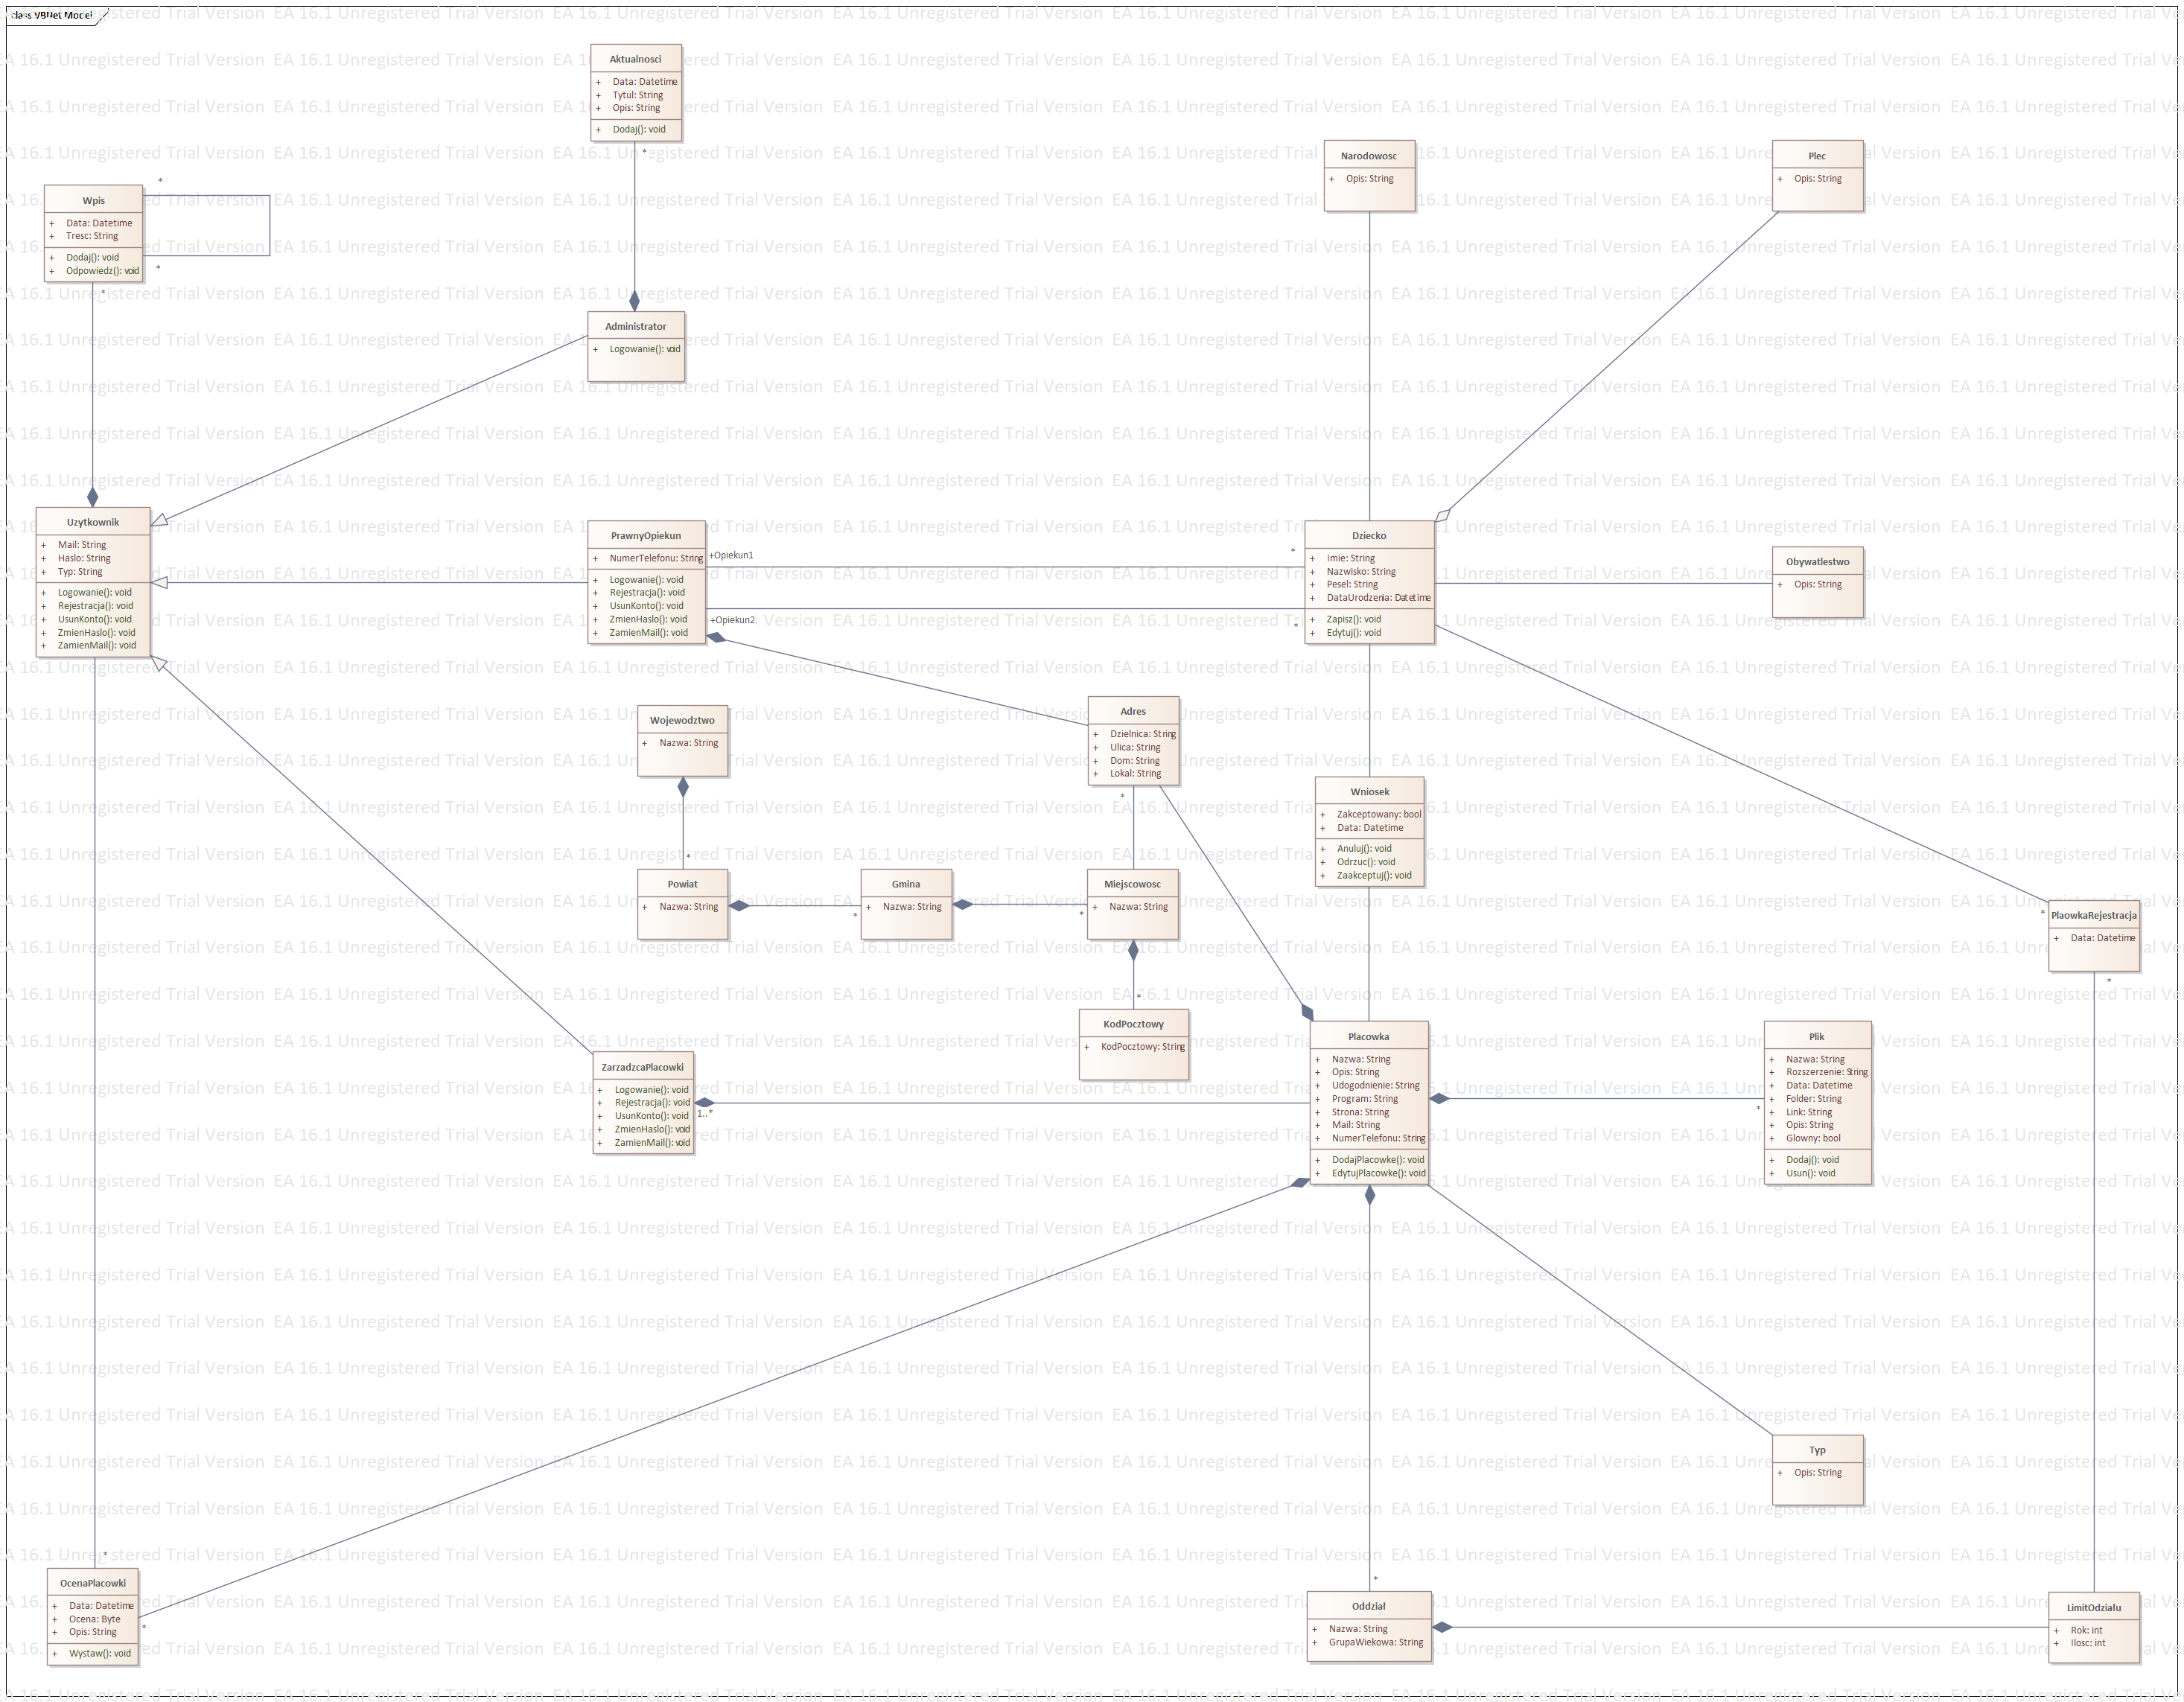 class VBNet Model
EA 16.1 Unregistered Trial Version
Aktualnosci
+ Data: Datetime
+ Tytul: String
+ Opis: String
+ Dodaj(): void
*
Narodowosc
+ Opis: String
Plec
+ Opis: String
*
Wpis
+ Data: Datetime
+ Tresc: String
+ Dodaj(): void
+ Odpowiedz(): void
*
*
Administrator
+ Logowanie(): void
Uzytkownik
+ Mail: String
+ Haslo: String
+ Typ: String
+ Logowanie(): void
+ Rejestracja(): void
+ UsunKonto(): void
+ ZmienHaslo(): void
+ ZamienMail(): void
PrawnyOpiekun
+ NumerTelefonu: String
+ Logowanie(): void
+ Rejestracja(): void
+ UsunKonto(): void
+ ZmienHaslo(): void
+ ZamienMail(): void
+Opiekun1
*
+Opiekun2
*
Dziecko
+ Imie: String
+ Nazwisko: String
+ Pesel: String
+ DataUrodzenia: Datetime
+ Zapisz(): void
+ Edytuj(): void
Obywatlestwo
+ Opis: String
Wojewodztwo
+ Nazwa: String
*
Adres
+ Dzielnica: String
+ Ulica: String
+ Dom: String
+ Lokal: String
*
Wniosek
+ Zakceptowany: bool
+ Data: Datetime
+ Anuluj(): void
+ Odrzuc(): void
+ Zaakceptuj(): void
Powiat
+ Nazwa: String
*
Gmina
+ Nazwa: String
*
Miejscowosc
+ Nazwa: String
*
*
PlaowkaRejestracja
+ Data: Datetime
*
KodPocztowy
+ KodPocztowy: String
ZarzadzcaPlacowki
+ Logowanie(): void
+ Rejestracja(): void
+ UsunKonto(): void
+ ZmienHaslo(): void
+ ZamienMail(): void
1..*
Placowka
+ Nazwa: String
+ Opis: String
+ Udogodnienie: String
+ Program: String
+ Strona: String
+ Mail: String
+ NumerTelefonu: String
+ DodajPlacowke(): void
+ EdytujPlacowke(): void
*
Plik
+ Nazwa: String
+ Rozszerzenie: String
+ Data: Datetime
+ Folder: String
+ Link: String
+ Opis: String
+ Glowny: bool
+ Dodaj(): void
+ Usun(): void
Typ
+ Opis: String
*
OcenaPlacowki
+ Data: Datetime
+ Ocena: Byte
+ Opis: String
+ Wystaw(): void
*
*
Oddział
+ Nazwa: String
+ GrupaWiekowa: String
LimitOdziału
+ Rok: int
+ Ilosc: int